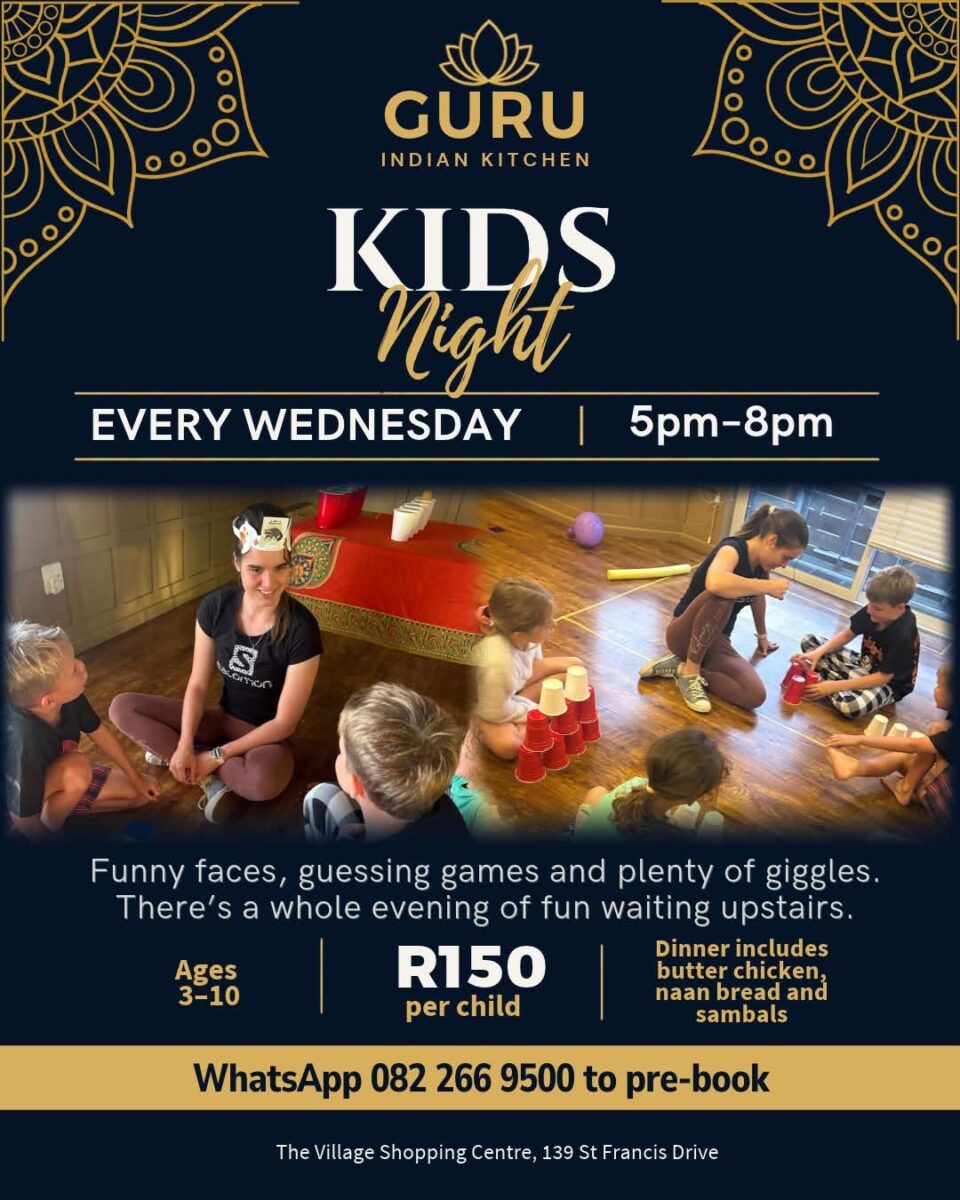 GURU
INDIAN KITCHEN
KIDS
Night
EVERY WEDNESDAY | 5pm–8pm
salomon
Funny faces, guessing games and plenty of giggles.
There's a whole evening of fun waiting upstairs.
Ages
3–10
R150
per child
Dinner includes
butter chicken,
naan bread and
sambals
WhatsApp 082 266 9500 to pre-book
The Village Shopping Centre, 139 St Francis Drive